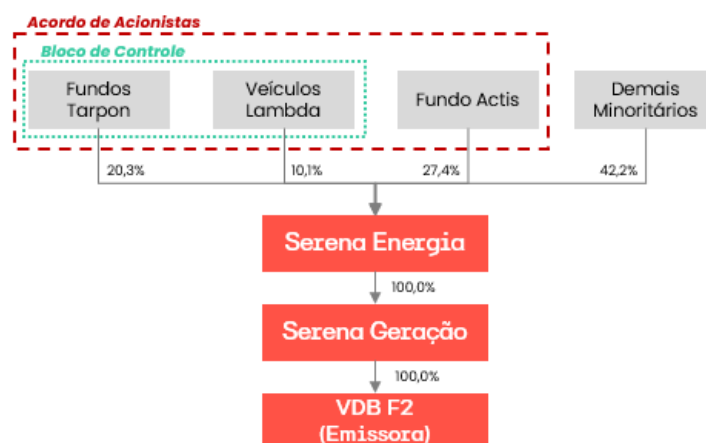 Acordo de Acionistas
Bloco de Controle
Fundos
Tarpon
Veículos
Lambda
Fundo Actis
Demais
Minoritários
20,3%
10,1%
27,4%
42,2%
Serena Energia
100,0%
Serena Geração
100,0%
VDB F2
(Emissora)